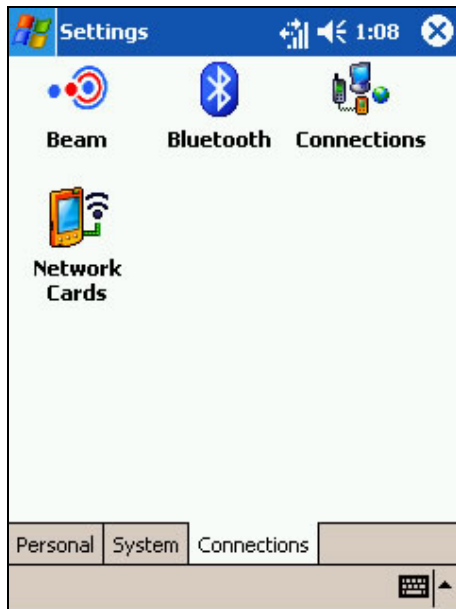 Settings 1:08
Beam Bluetooth Connections
Network
Cards
Personal System Connections